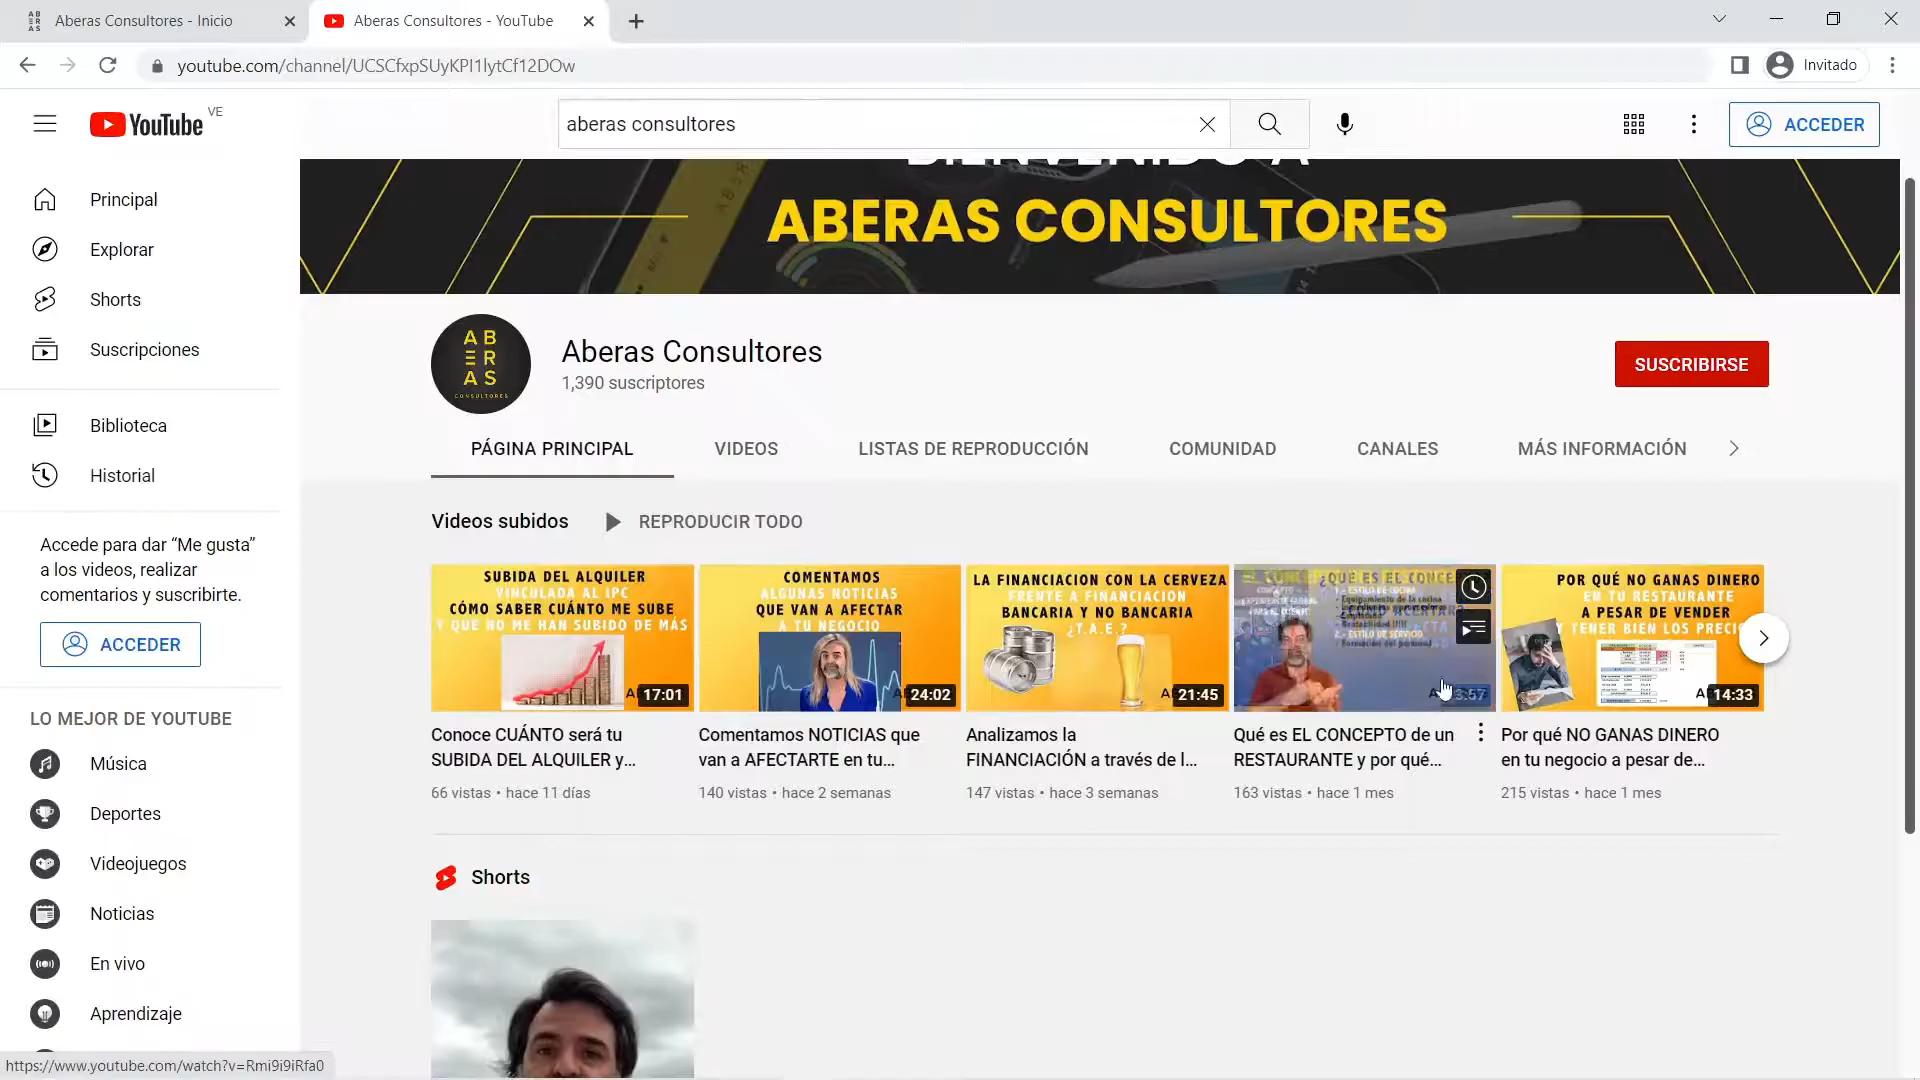 Aberas Consultores - Inicio
Aberas Consultores - YouTube
youtube.com/channel/UCSCfxpSUyKPI1lytCf12DOw
Invitado
YouTube VE
aberas consultores
ACCEDER
Principal
Explorar
Shorts
Suscripciones
Biblioteca
Historial
Accede para dar “Me gusta”
a los videos, realizar
comentarios y suscribirte.
ACCEDER
LO MEJOR DE YOUTUBE
Música
Deportes
Videojuegos
Noticias
En vivo
Aprendizaje
BIENVENIDO A
ABERAS CONSULTORES
AB
ER
AS
CONSULTORES
Aberas Consultores
1,390 suscriptores
SUSCRIBIRSE
PÁGINA PRINCIPAL
VIDEOS
LISTAS DE REPRODUCCIÓN
COMUNIDAD
CANALES
MÁS INFORMACIÓN
Videos subidos
REPRODUCIR TODO
SUBIDA DEL ALQUILER
VINCULADA AL IPC
CÓMO SABER CUÁNTO ME SUBE
Y QUE NO ME HAN SUBIDO DE MÁS
17:01
Conoce CUÁNTO será tu
SUBIDA DEL ALQUILER y...
66 vistas • hace 11 días
COMENTAMOS
ALGUNAS NOTICIAS
QUE VAN A AFECTAR
A TU NEGOCIO
24:02
Comentamos NOTICIAS que
van a AFECTARTE en tu...
140 vistas • hace 2 semanas
LA FINANCIACION CON LA CERVEZA
FRENTE A FINANCIACION
BANCARIA Y NO BANCARIA
¿T.A.E.?
21:45
Analizamos la
FINANCIACIÓN a través de l...
147 vistas • hace 3 semanas
Qué es EL CONCEPTO de un
RESTAURANTE y por qué...
163 vistas • hace 1 mes
POR QUÉ NO GANAS DINERO
EN TU RESTAURANTE
A PESAR DE VENDER
Y TENER BIEN LOS
14:33
Por qué NO GANAS DINERO
en tu negocio a pesar de...
215 vistas • hace 1 mes
Shorts
https://www.youtube.com/watch?v=Rmi9i9iRfa0